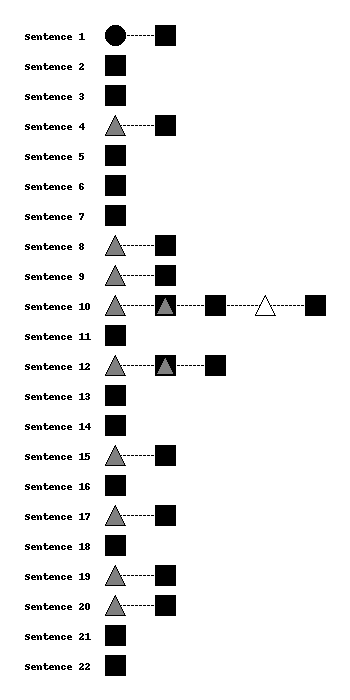 Sentence 1
Sentence 2
Sentence 3
Sentence 4
Sentence 5
Sentence 6
Sentence 7
Sentence 8
Sentence 9
Sentence 10
Sentence 11
Sentence 12
Sentence 13
Sentence 14
Sentence 15
Sentence 16
Sentence 17
Sentence 18
Sentence 19
Sentence 20
Sentence 21
Sentence 22